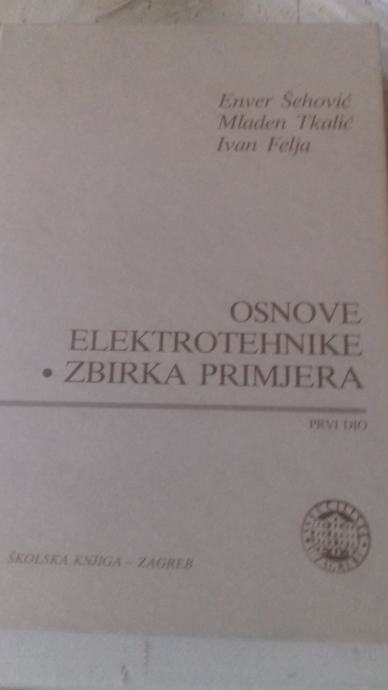 Enver Šehović
Mladen Tkalić
Ivan Felja
OSNOVE
ELEKTROTEHNIKE
• ZBIRKA PRIMJERA
PRVI DIO
ŠKOLSKA KNJIGA – ZAGREB